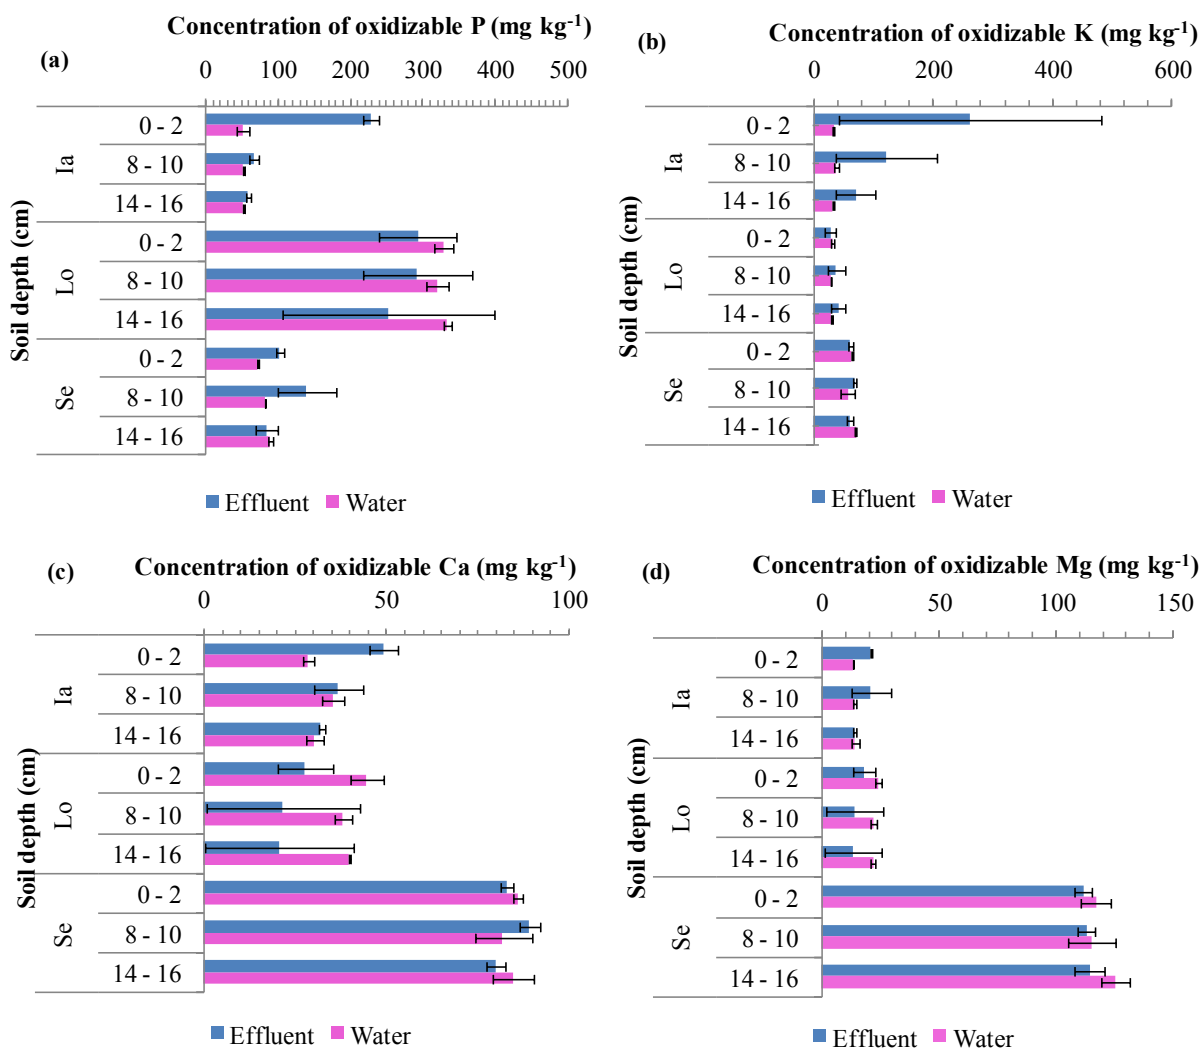 (a)
Concentration of oxidizable P (mg kg⁻¹)
0 100 200 300 400 500
Soil depth (cm)
Ia
0 - 2
8 - 10
14 - 16
Lo
0 - 2
8 - 10
14 - 16
Se
0 - 2
8 - 10
14 - 16
Effluent Water
(b)
Concentration of oxidizable K (mg kg⁻¹)
0 200 400 600
Soil depth (cm)
Ia
0 - 2
8 - 10
14 - 16
Lo
0 - 2
8 - 10
14 - 16
Se
0 - 2
8 - 10
14 - 16
Effluent Water
(c)
Concentration of oxidizable Ca (mg kg⁻¹)
0 50 100
Soil depth (cm)
Ia
0 - 2
8 - 10
14 - 16
Lo
0 - 2
8 - 10
14 - 16
Se
0 - 2
8 - 10
14 - 16
Effluent Water
(d)
Concentration of oxidizable Mg (mg kg⁻¹)
0 50 100 150
Soil depth (cm)
Ia
0 - 2
8 - 10
14 - 16
Lo
0 - 2
8 - 10
14 - 16
Se
0 - 2
8 - 10
14 - 16
Effluent Water